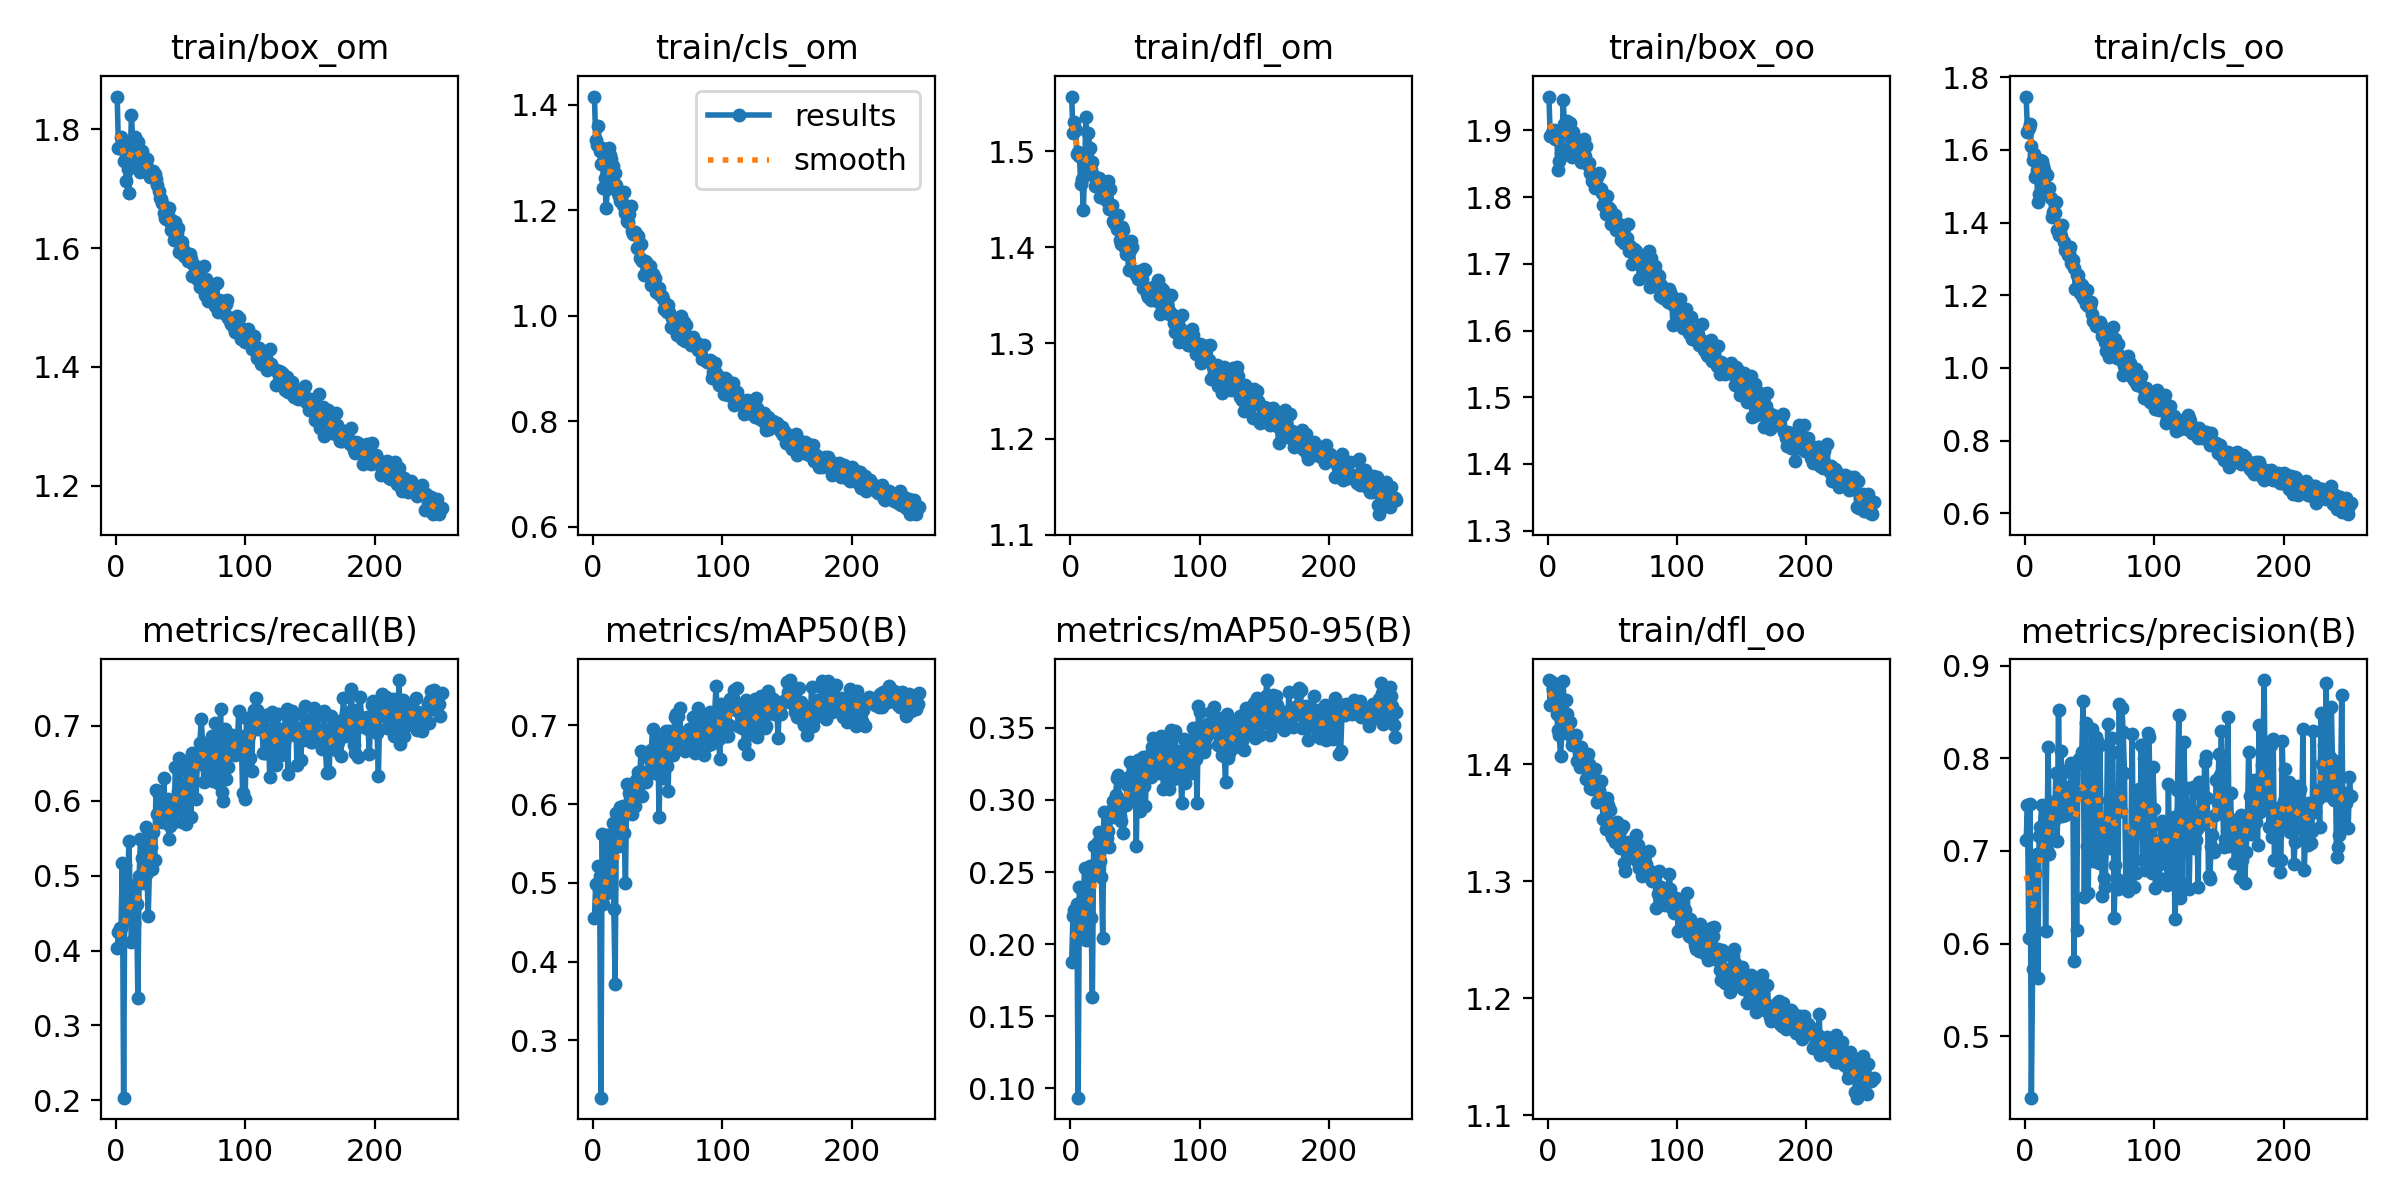 train/box_om
train/cls_om
train/dfl_om
train/box_oo
train/cls_oo
1.8
1.6
1.4
1.2
0 100 200
1.4
1.2
1.0
0.8
0.6
0 100 200
results
smooth
1.5
1.4
1.3
1.2
1.1
0 100 200
1.9
1.8
1.7
1.6
1.5
1.4
1.3
0 100 200
1.8
1.6
1.4
1.2
1.0
0.8
0.6
0 100 200
metrics/recall(B)
metrics/mAP50(B)
metrics/mAP50-95(B)
train/dfl_oo
metrics/precision(B)
0.7
0.6
0.5
0.4
0.3
0.2
0 100 200
0.7
0.6
0.5
0.4
0.3
0 100 200
0.35
0.30
0.25
0.20
0.15
0.10
0 100 200
1.4
1.3
1.2
1.1
0 100 200
0.9
0.8
0.7
0.6
0.5
0 100 200